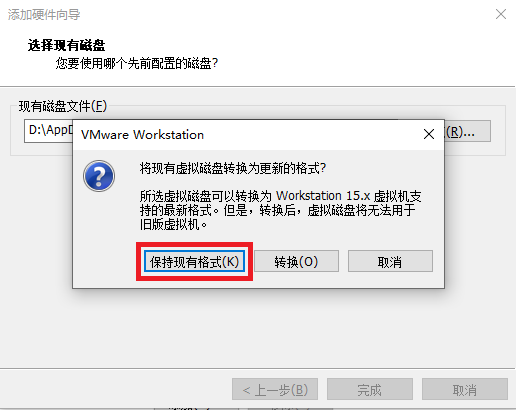 添加硬件向导
选择现有磁盘
您要使用哪个先前配置的磁盘?
现有磁盘文件(F)
D:\AppD
(R)...
VMware Workstation
将现有虚拟磁盘转换为更新的格式?
所选虚拟磁盘可以转换为 Workstation 15.x 虚拟机支
持的最新格式。但是，转换后，虚拟磁盘将无法用于
旧版虚拟机。
保持现有格式(K)
转换(O)
取消
< 上一步(B)
完成
取消